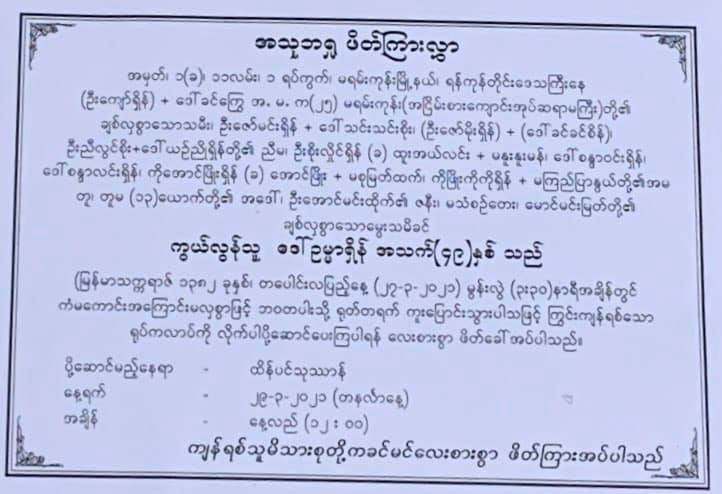 အသုဘရှု ဖိတ်ကြားလွှာ
အမှတ်၊ ၁(ခ)၊ ၁၁လမ်း၊ ၁ ရပ်ကွက်၊ မရမ်းကုန်းမြို့နယ်၊ ရန်ကုန်တိုင်းဒေသကြီးနေ
(ဦးကျော်ရှိန်) + ဒေါ်ခင်ကြွေ အ. မ. က(၂၅) မရမ်းကုန်း(အငြိမ်းစားကျောင်းအုပ်ဆရာမကြီး)တို့၏
ချစ်လှစွာသောသမီး၊ ဦးဇော်မင်းရှိန် + ဒေါ်သင်းသင်းစိုး၊ (ဦးဇော်မိုးရှိန်) + (ဒေါ်ခင်ခင်စိန်)၊
ဦးညီလွင်စိုး+ဒေါ်ယဉ်ညိုရှိန်တို့၏ ညီမ၊ ဦးစိုးလှိုင်ရှိန် (ခ) ထူးအယ်လင်း + မနူးနူးမန်၊ ဒေါ်စန္ဒာဝင်းရှိန်၊
ဒေါ်စန္ဒာလင်းရှိန်၊ ကိုအောင်ဖြိုးရှိန် (ခ) အောင်ဖြိုး + မစုမြတ်ထက်၊ ကိုဖြိုးကိုကိုရှိန် + မကြည်ပြာနွယ်တို့၏အမ
တူ၊ တူမ (၁၃)ယောက်တို့၏ အဒေါ်၊ ဦးအောင်မင်းထိုက်၏ ဇနီး၊ မသံစဉ်တေး၊ မောင်မင်းမြတ်တို့၏
ချစ်လှစွာသောမွေးသမိခင်
ကွယ်လွန်သူ ဒေါ်ဥမ္မာရှိန် အသက်(၄၉)နှစ် သည်
(မြန်မာသက္ကရာဇ် ၁၃၈၂ ခုနှစ်၊ တပေါင်းလပြည့်နေ့ (၂၇-၃-၂၀၂၁) မွန်းလွဲ (၃း၃၀)နာရီအချိန်တွင်
ကံမကောင်းအကြောင်းမလှစွာဖြင့် ဘဝတပါးသို့ ရုတ်တရက် ကူးပြောင်းသွားပါသဖြင့် ကြွင်းကျန်ရစ်သော
ရုပ်ကလာပ်ကို လိုက်ပါပို့ဆောင်ပေးကြပါရန် လေးစားစွာ ဖိတ်ခေါ်အပ်ပါသည်။
ပို့ဆောင်မည့်နေရာ - ထိန်ပင်သုဿာန်
နေ့ရက် - ၂၉-၃-၂၀၂၁ (တနင်္လာနေ့)
အချိန် - နေ့လည် (၁၂ : ၀၀)
ကျန်ရစ်သူမိသားစုတို့ကခင်မင်လေးစားစွာ ဖိတ်ကြားအပ်ပါသည်